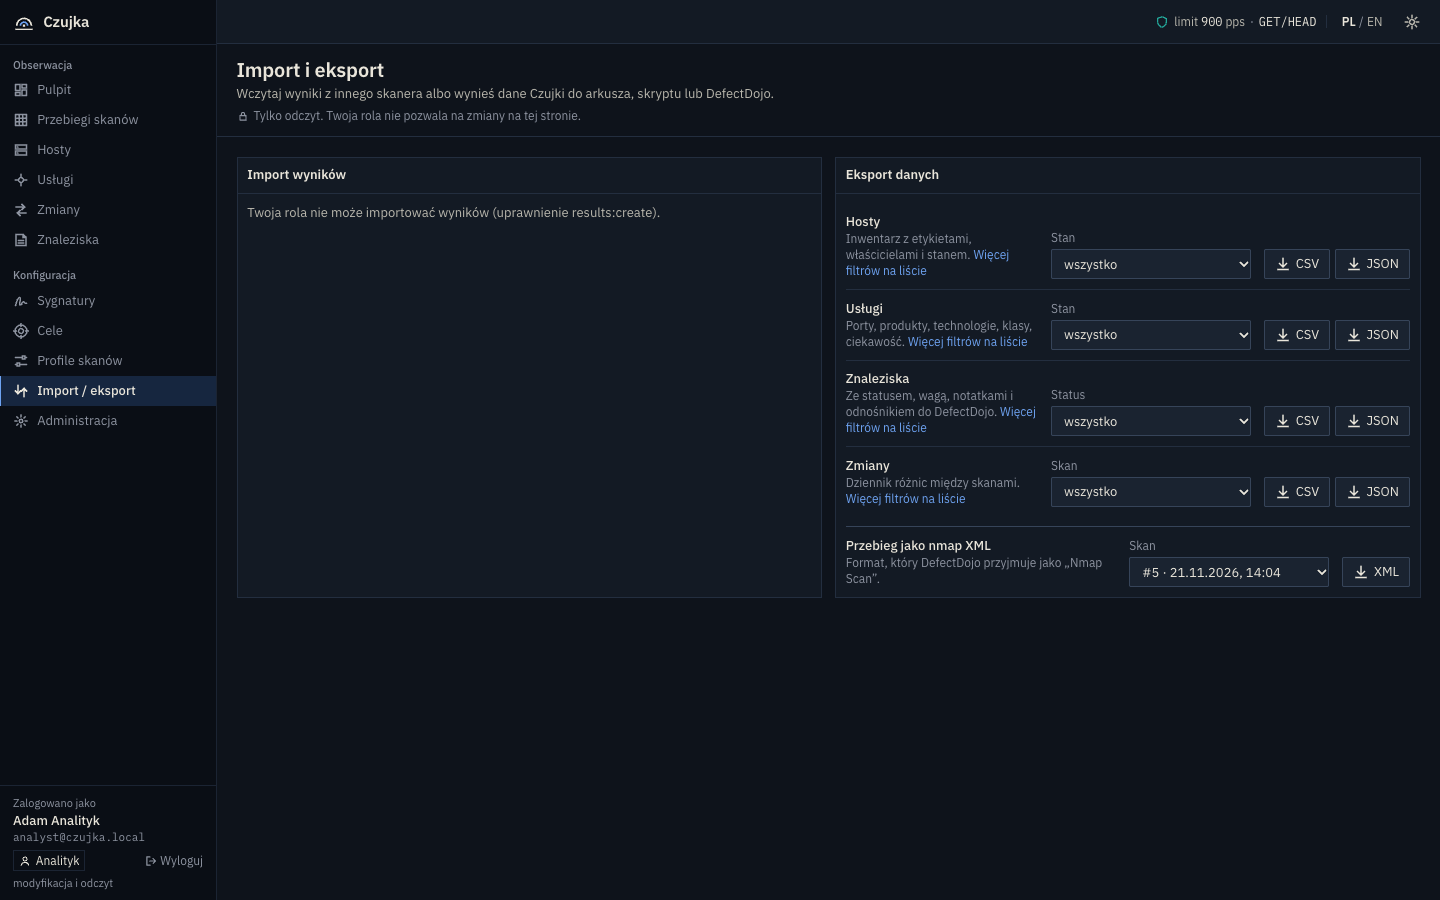 Czujka
limit 900 pps · GET/HEAD
PL / EN
Obserwacja
Pulpit
Przebiegi skanów
Hosty
Usługi
Zmiany
Znaleziska
Konfiguracja
Sygnatury
Cele
Profile skanów
Import / eksport
Administracja
Zalogowano jako
Adam Analityk
analyst@czujka.local
Analityk
Wyloguj
modyfikacja i odczyt
Import i eksport
Wczytaj wyniki z innego skanera albo wynieś dane Czujki do arkusza, skryptu lub DefectDojo.
Tylko odczyt. Twoja rola nie pozwala na zmiany na tej stronie.
Import wyników
Twoja rola nie może importować wyników (uprawnienie results:create).
Eksport danych
Hosty
Inwentarz z etykietami,
właścicielami i stanem. Więcej
filtrów na liście
Stan
wszystko
CSV
JSON
Usługi
Porty, produkty, technologie, klasy,
ciekawość. Więcej filtrów na liście
Stan
wszystko
CSV
JSON
Znaleziska
Ze statusem, wagą, notatkami i
odnośnikiem do DefectDojo. Więcej
filtrów na liście
Status
wszystko
CSV
JSON
Zmiany
Dziennik różnic między skanami.
Więcej filtrów na liście
Skan
wszystko
CSV
JSON
Przebieg jako nmap XML
Format, który DefectDojo przyjmuje jako „Nmap
Scan”.
Skan
#5 · 21.11.2026, 14:04
XML